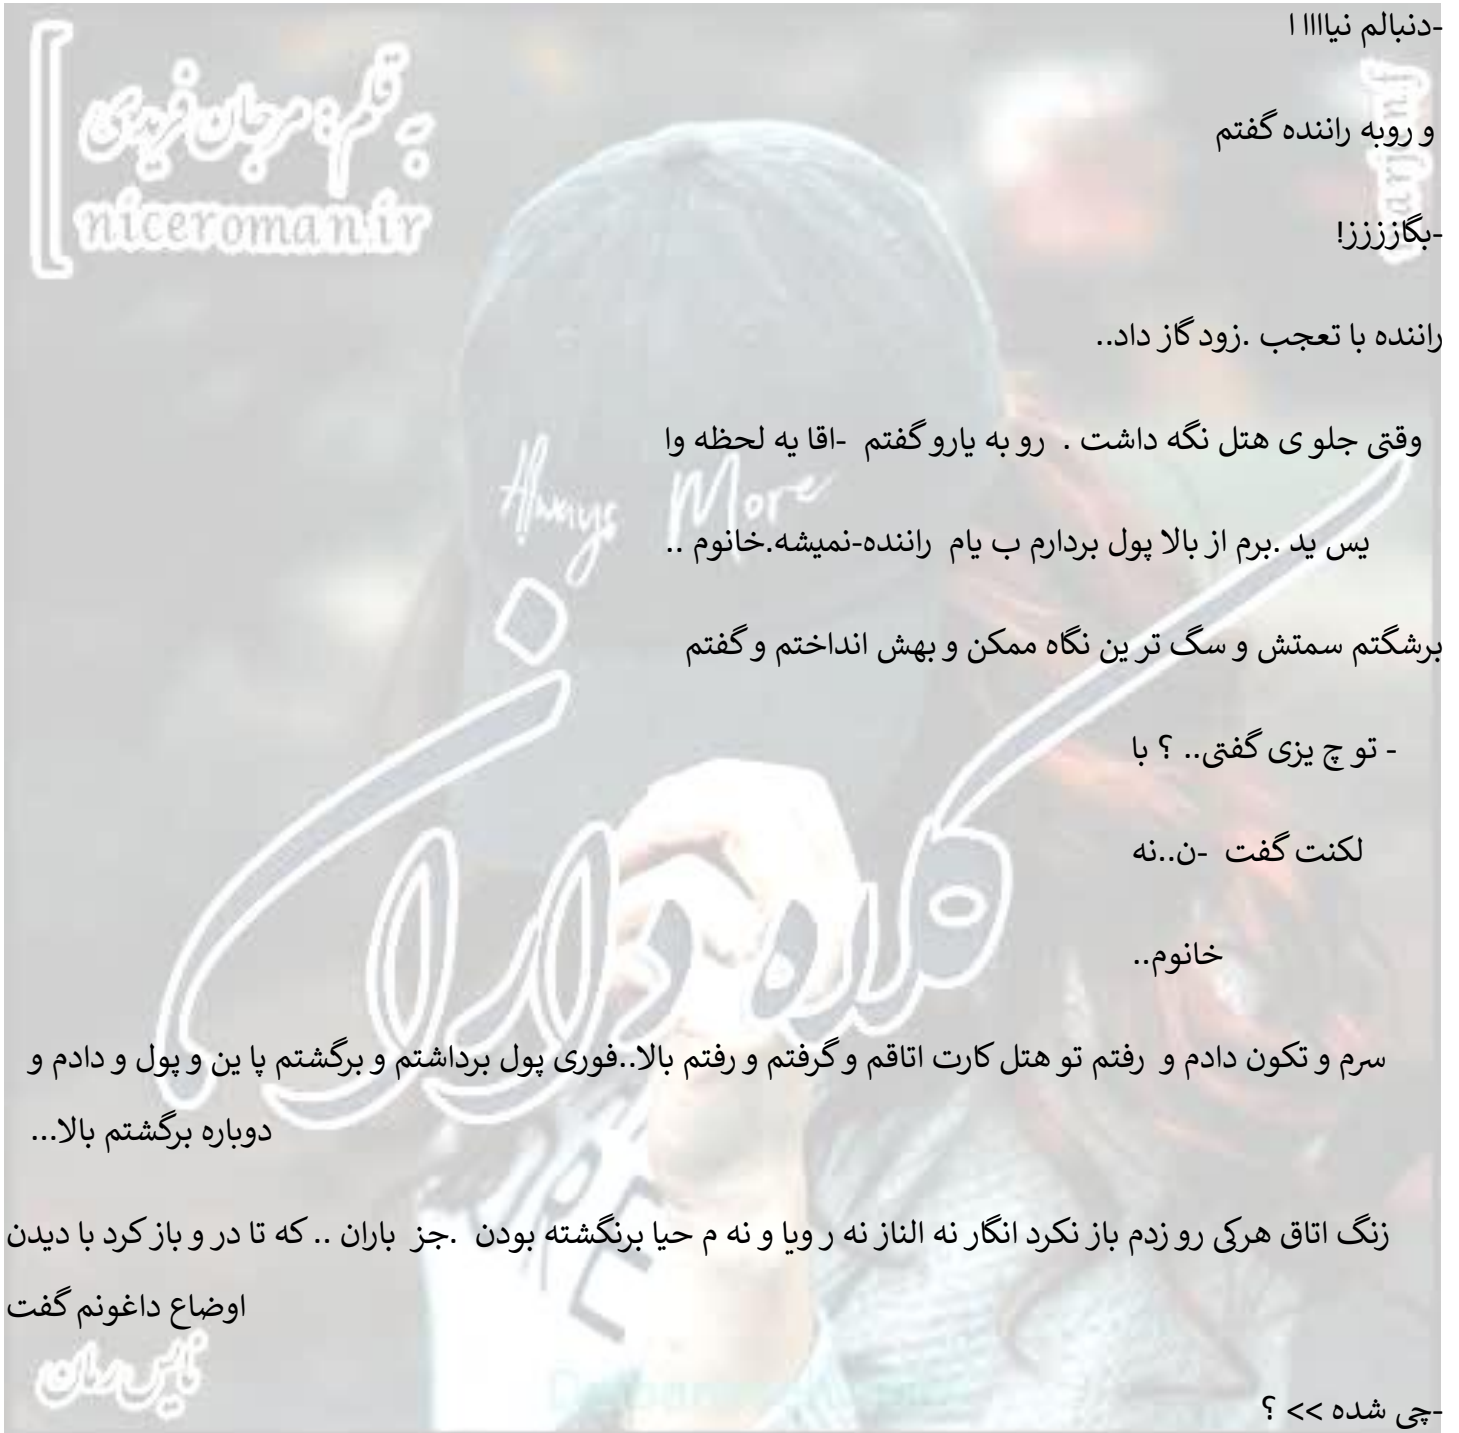 -دنبالم نیاااا ا
و روبه راننده گفتم
-بگازززز!
راننده با تعجب .زود گاز داد..
وقتی جلو ی هتل نگه داشت . رو به یارو گفتم -اقا یه لحظه وا
یس ید .برم از بالا پول بردارم ب یام راننده-نمیشه.خانوم ..
برشگتم سمتش و سگ تر ین نگاه ممکن و بهش انداختم و گفتم
- تو چ یزی گفتی.. ؟ با
لکنت گفت -ن..نه
خانوم..
سرم و تکون دادم و رفتم تو هتل کارت اتاقم و گرفتم و رفتم بالا..فوری پول برداشتم و برگشتم پا ین و پول و دادم و
دوباره برگشتم بالا...
زنگ اتاق هرکی رو زدم باز نکرد انگار نه الناز نه ر ویا و نه م حیا برنگشته بودن .جز باران .. که تا در و باز کرد با دیدن
اوضاع داغونم گفت
-چی شده >> ؟
به قلم: مرجان فریدی
niceroman.ir
Always More
کلاه داران
نایس رمان